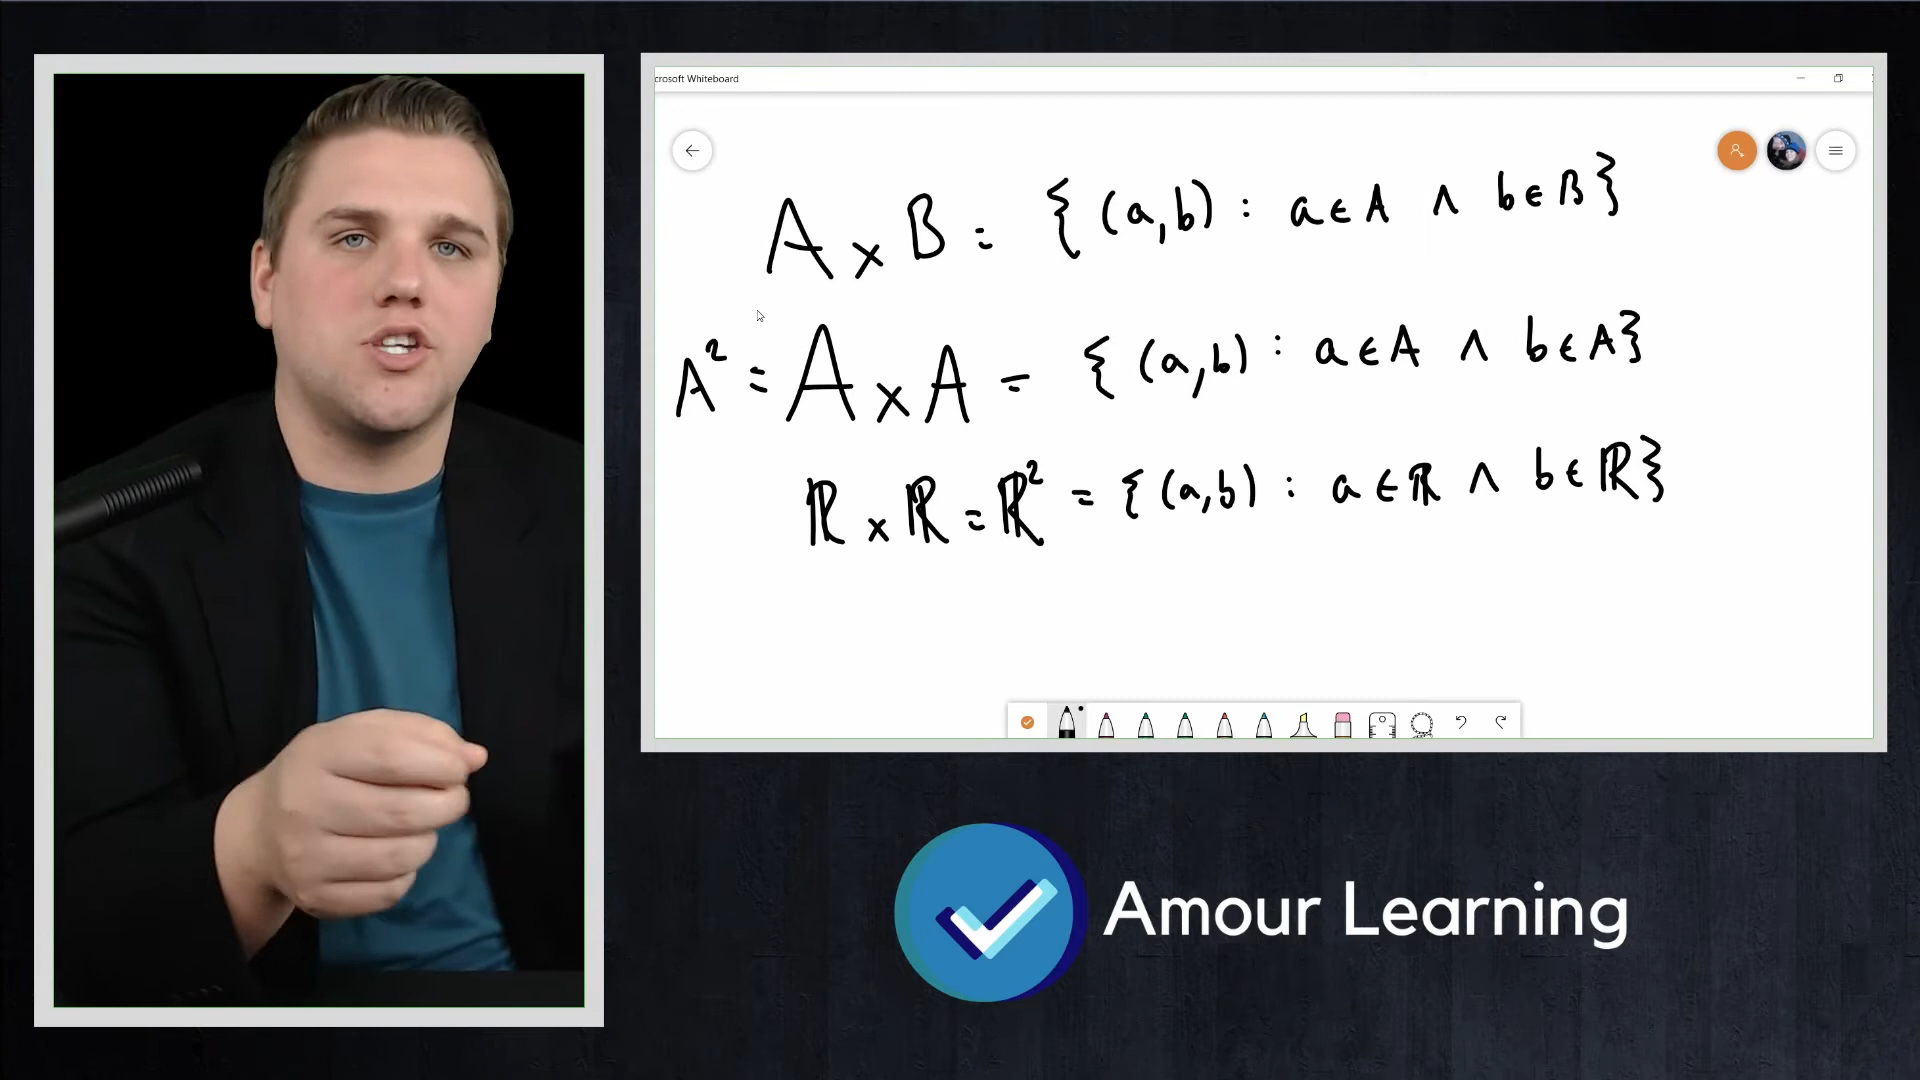 crosoft Whiteboard
A × B = {(a,b) : a ∈ A ∧ b ∈ B}
A² = A × A = {(a,b) : a ∈ A ∧ b ∈ A}
ℝ × ℝ = ℝ² = {(a,b) : a ∈ ℝ ∧ b ∈ ℝ}
Amour Learning